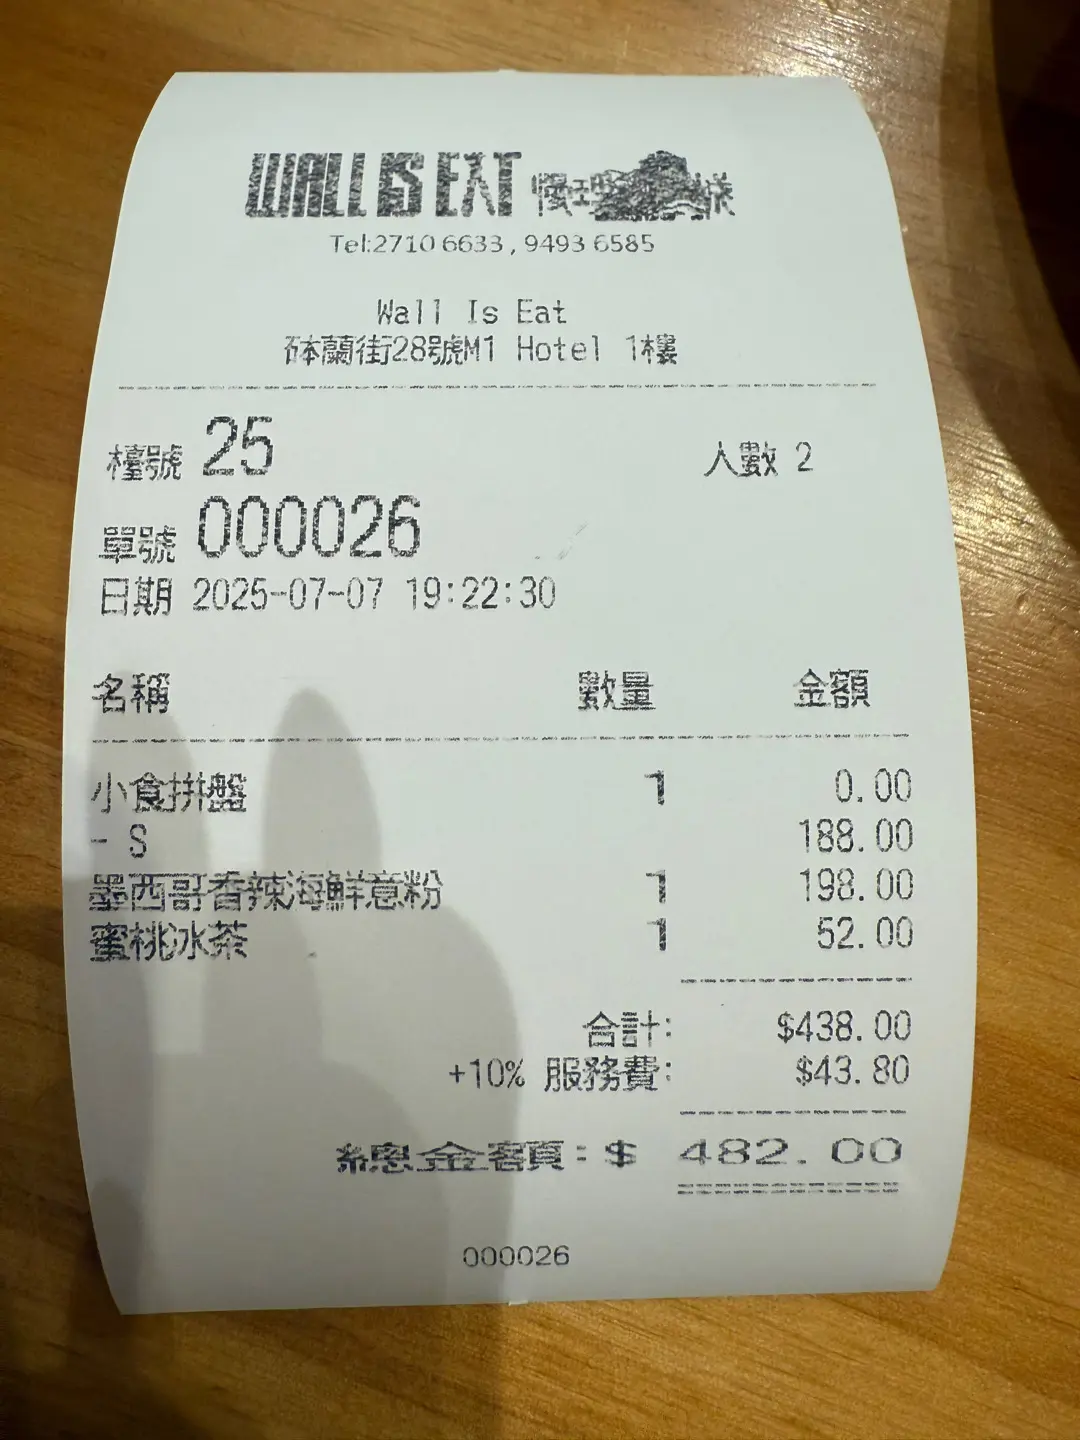 WALL IS EAT
Tel:2710 6633 , 9493 6585
Wall Is Eat
砵蘭街28號M1 Hotel 1樓
檯號 25 人數 2
單號 000026
日期 2025-07-07 19:22:30
名稱 數量 金額
小食拼盤 1 0.00
- S 188.00
墨西哥香辣海鮮意粉 1 198.00
蜜桃冰茶 1 52.00
合計: $438.00
+10% 服務費: $43.80
總金額:$ 482.00
000026